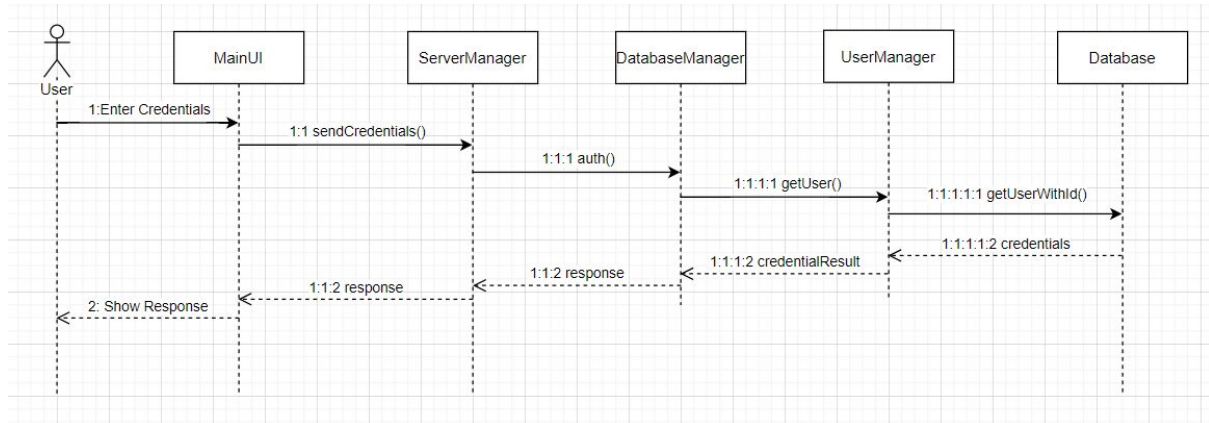 User
MainUI
ServerManager
DatabaseManager
UserManager
Database
1:Enter Credentials
1:1 sendCredentials()
1:1:1 auth()
1:1:1:1 getUser()
1:1:1:1:1 getUserWithId()
1:1:1:1:2 credentials
1:1:1:2 credentialResult
1:1:2 response
1:1:2 response
2: Show Response